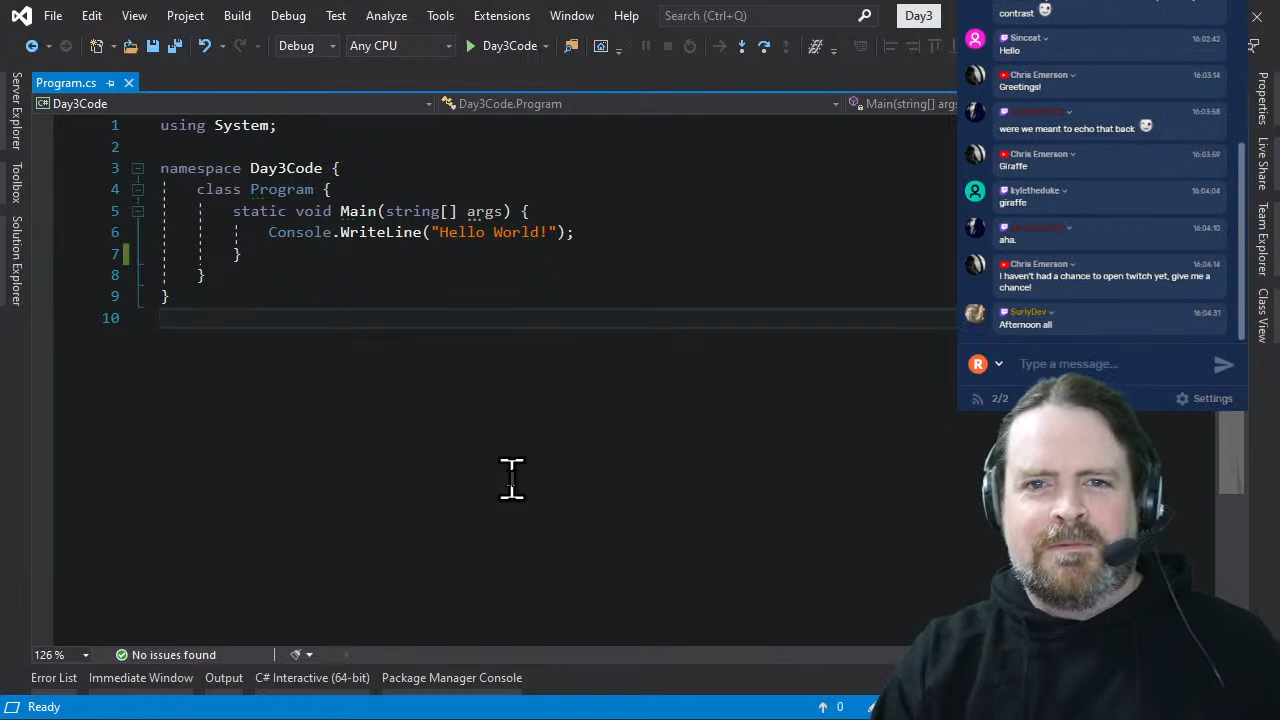 File Edit View Project Build Debug Test Analyze Tools Extensions Window Help Search (Ctrl+Q) Day3
Debug Any CPU Day3Code
Program.cs
Day3Code Day3Code.Program Main(string[] args
1 using System;
2
3 namespace Day3Code {
4 class Program {
5 static void Main(string[] args) {
6 Console.WriteLine("Hello World!");
7 }
8 }
9 }
10
Server Explorer
Toolbox
Solution Explorer
contrast
Sinceat 16:02:42
Hello
Chris Emerson 16:03:14
Greetings!
16:03:58
were we meant to echo that back
Chris Emerson 16:03:59
Giraffe
kyletheduke 16:04:04
giraffe
16:04:10
aha.
Chris Emerson 16:04:14
I haven't had a chance to open twitch yet, give me a
chance!
SurlyDev 16:04:31
Afternoon all
R Type a message...
2/2 Settings
Properties
Live Share
Team Explorer
Class View
126 % No issues found
Error List Immediate Window Output C# Interactive (64-bit) Package Manager Console
Ready 0